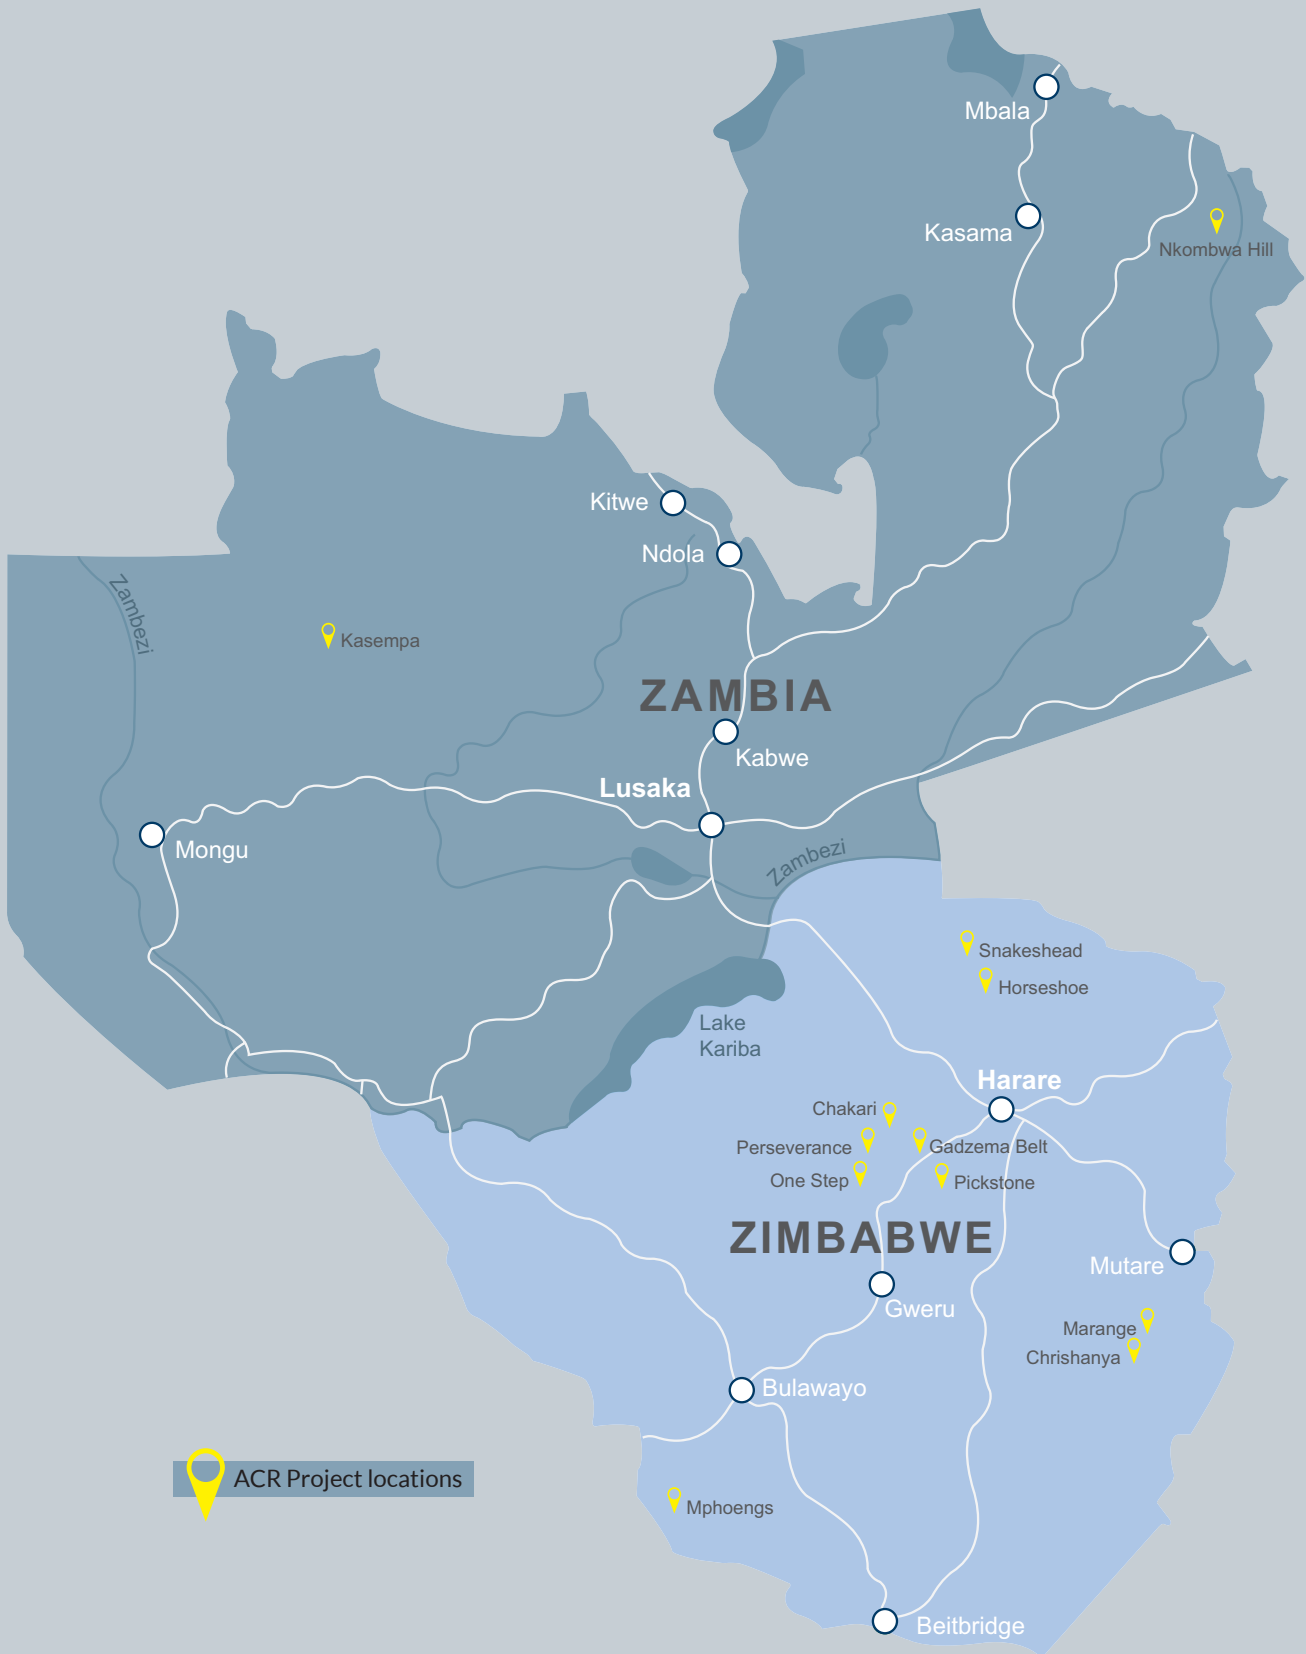 Mbala
Kasama
Nkombwa Hill
Kitwe
Ndola
Zambezi
Kasempa
ZAMBIA
Kabwe
Lusaka
Mongu
Zambezi
Snakeshead
Horseshoe
Lake
Kariba
Harare
Chakari
Perseverance
Gadzema Belt
One Step
Pickstone
ZIMBABWE
Mutare
Gweru
Marange
Chrishanya
Bulawayo
ACR Project locations
Mphoengs
Beitbridge